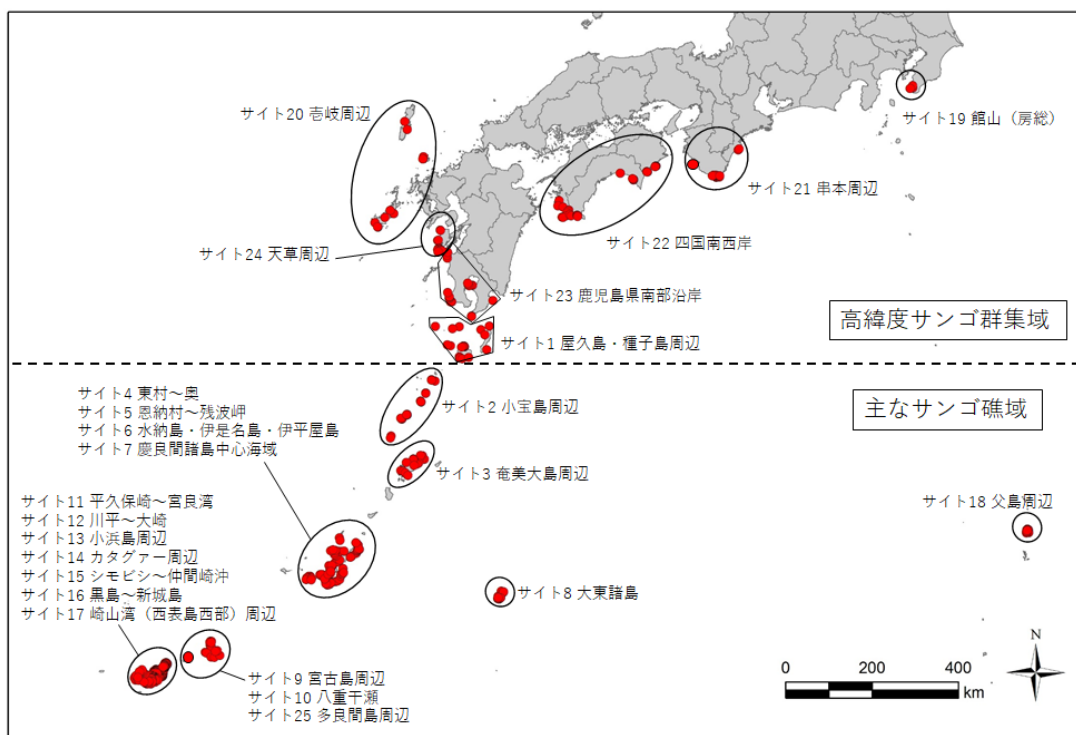 サイト20 壱岐周辺
サイト19 館山（房総）
サイト21 串本周辺
サイト22 四国南西岸
サイト24 天草周辺
サイト23 鹿児島県南部沿岸
高緯度サンゴ群集域
サイト1 屋久島・種子島周辺
サイト4 東村～奥
サイト5 恩納村～残波岬
サイト6 水納島・伊是名島・伊平屋島
サイト7 慶良間諸島中心海域
サイト2 小宝島周辺
主なサンゴ礁域
サイト3 奄美大島周辺
サイト11 平久保崎～宮良湾
サイト12 川平～大崎
サイト13 小浜島周辺
サイト14 カタグァー周辺
サイト15 シモビシ～仲間崎沖
サイト16 黒島～新城島
サイト17 崎山湾（西表島西部）周辺
サイト18 父島周辺
サイト8 大東諸島
サイト9 宮古島周辺
サイト10 八重干瀬
サイト25 多良間島周辺
N
0 200 400
km